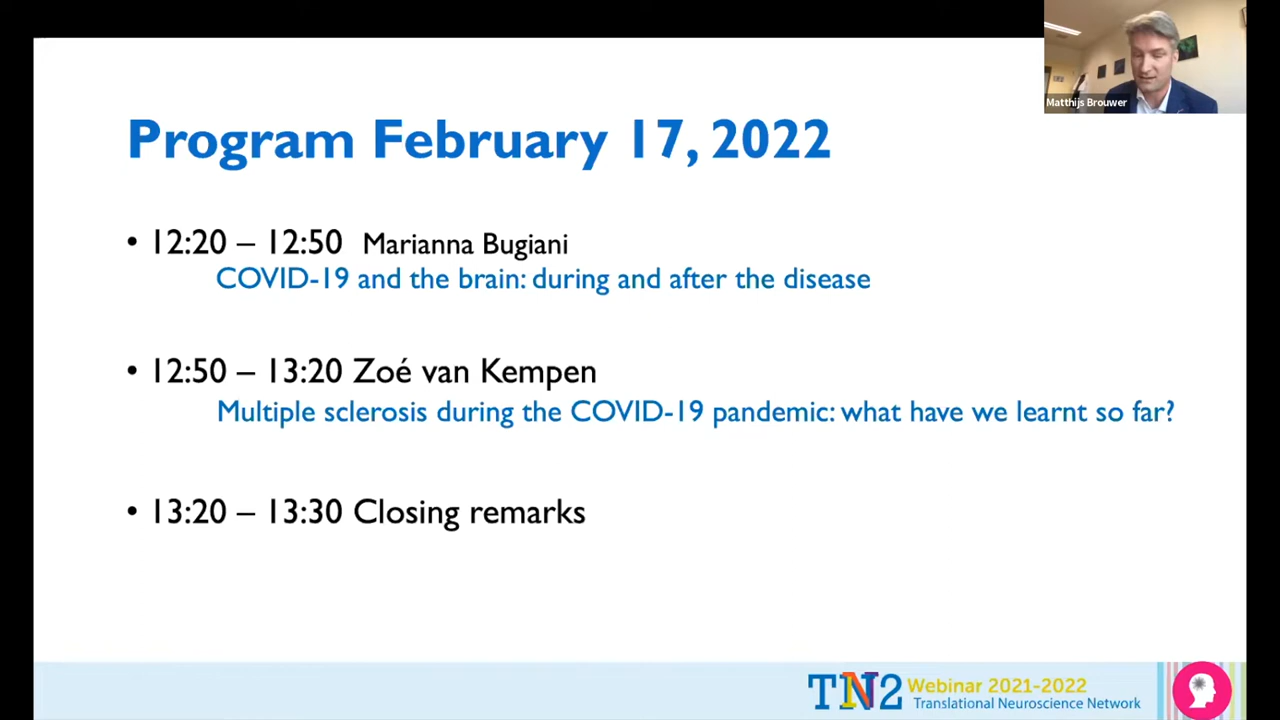 Matthijs Brouwer
Program February 17, 2022
• 12:20 – 12:50 Marianna Bugiani
COVID-19 and the brain: during and after the disease
• 12:50 – 13:20 Zoé van Kempen
Multiple sclerosis during the COVID-19 pandemic: what have we learnt so far?
• 13:20 – 13:30 Closing remarks
TN2 Webinar 2021-2022
Translational Neuroscience Network